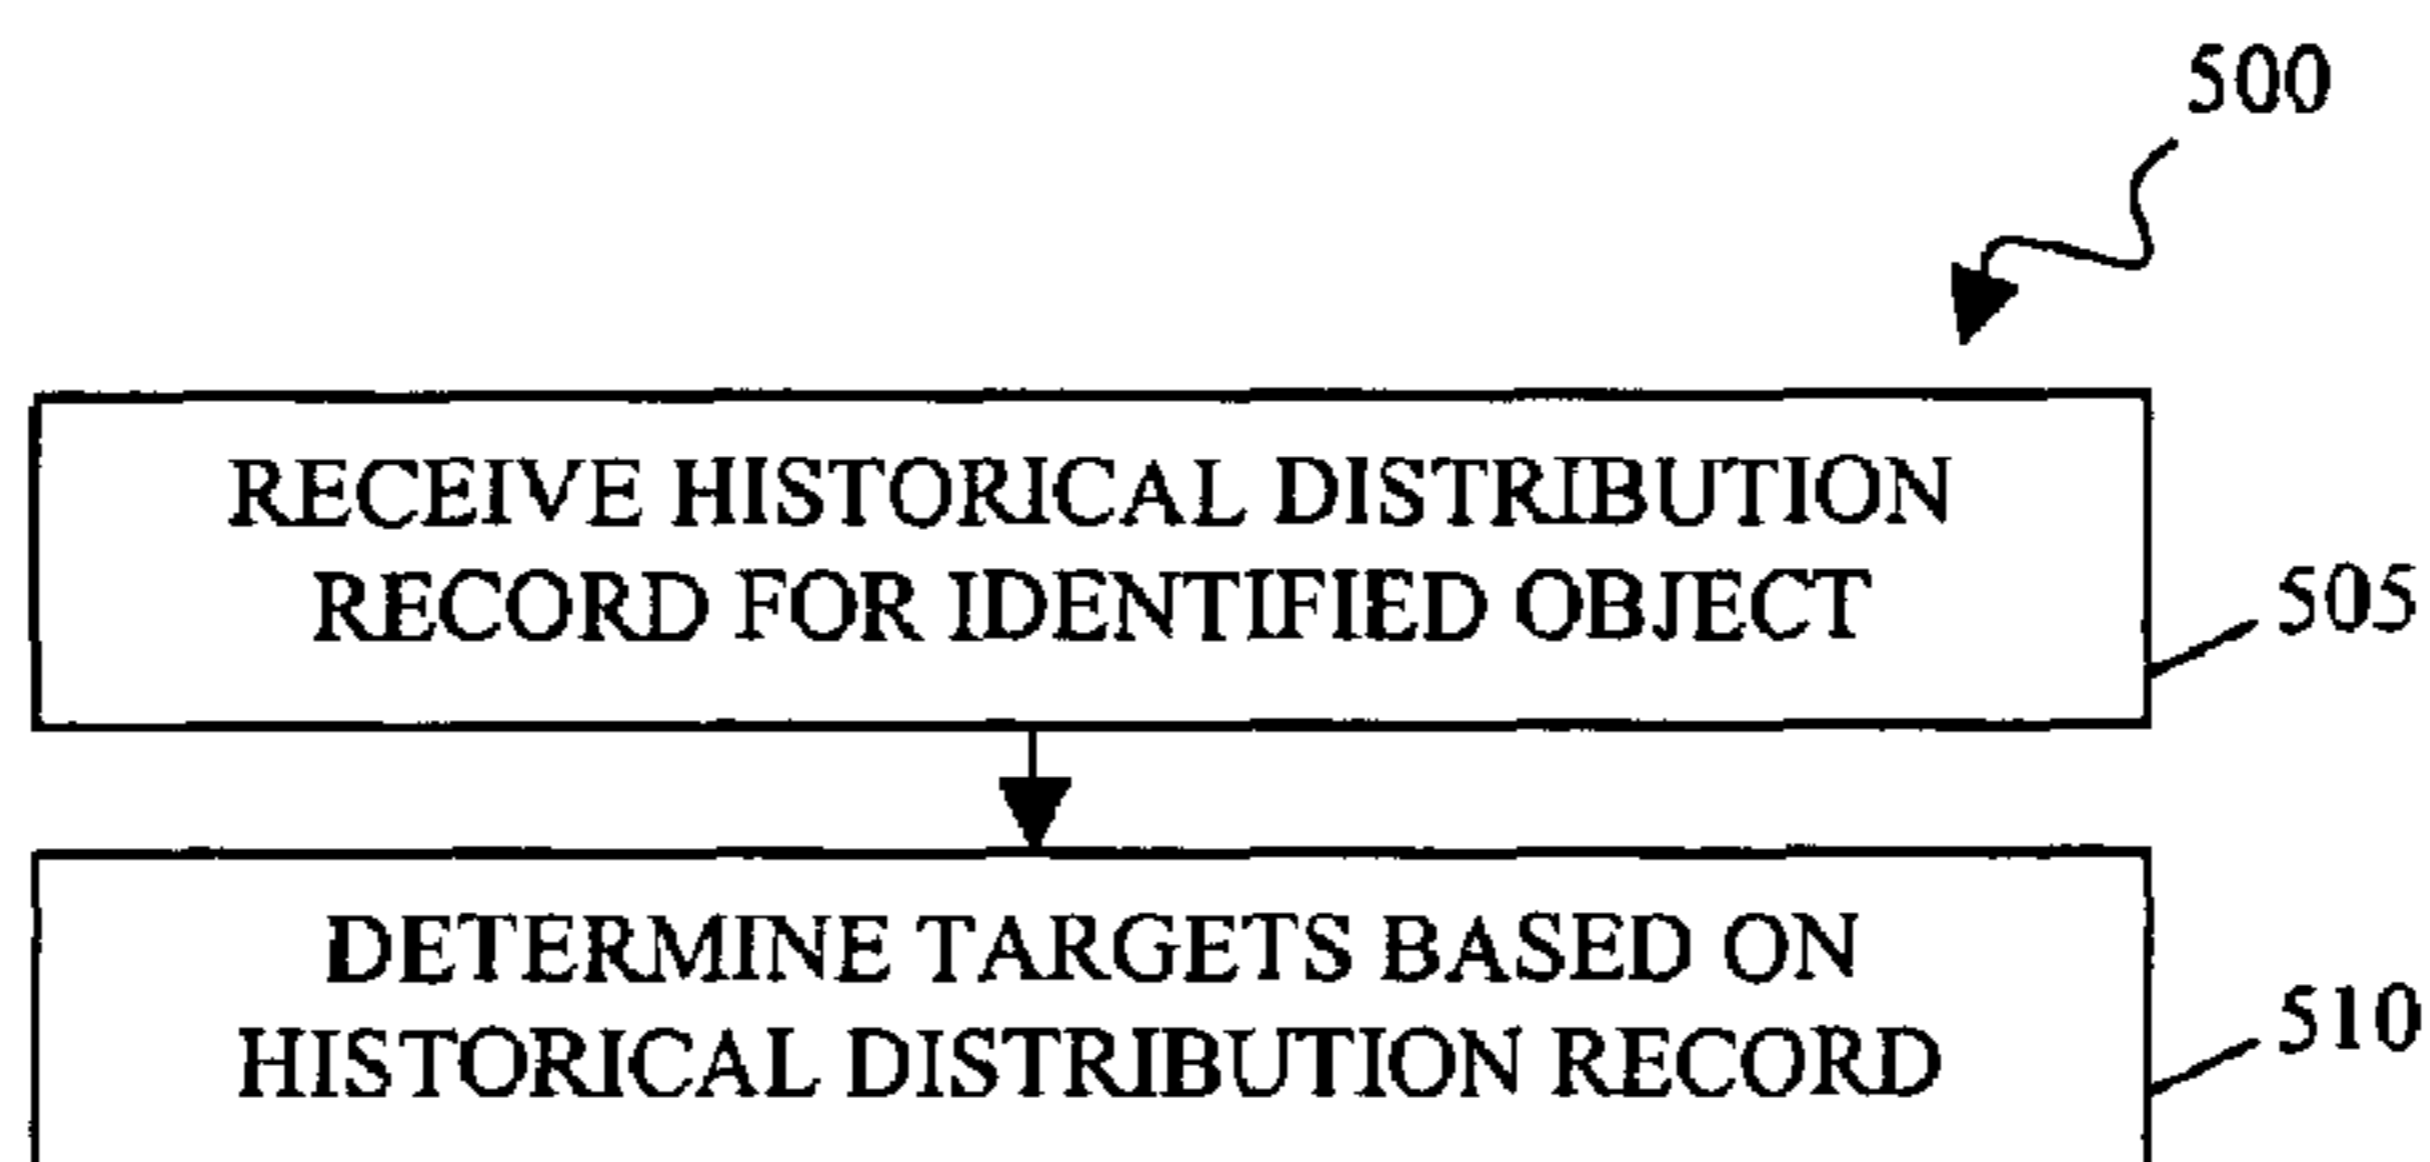 500
RECEIVE HISTORICAL DISTRIBUTION
RECORD FOR IDENTIFIED OBJECT
505
DETERMINE TARGETS BASED ON
HISTORICAL DISTRIBUTION RECORD
510